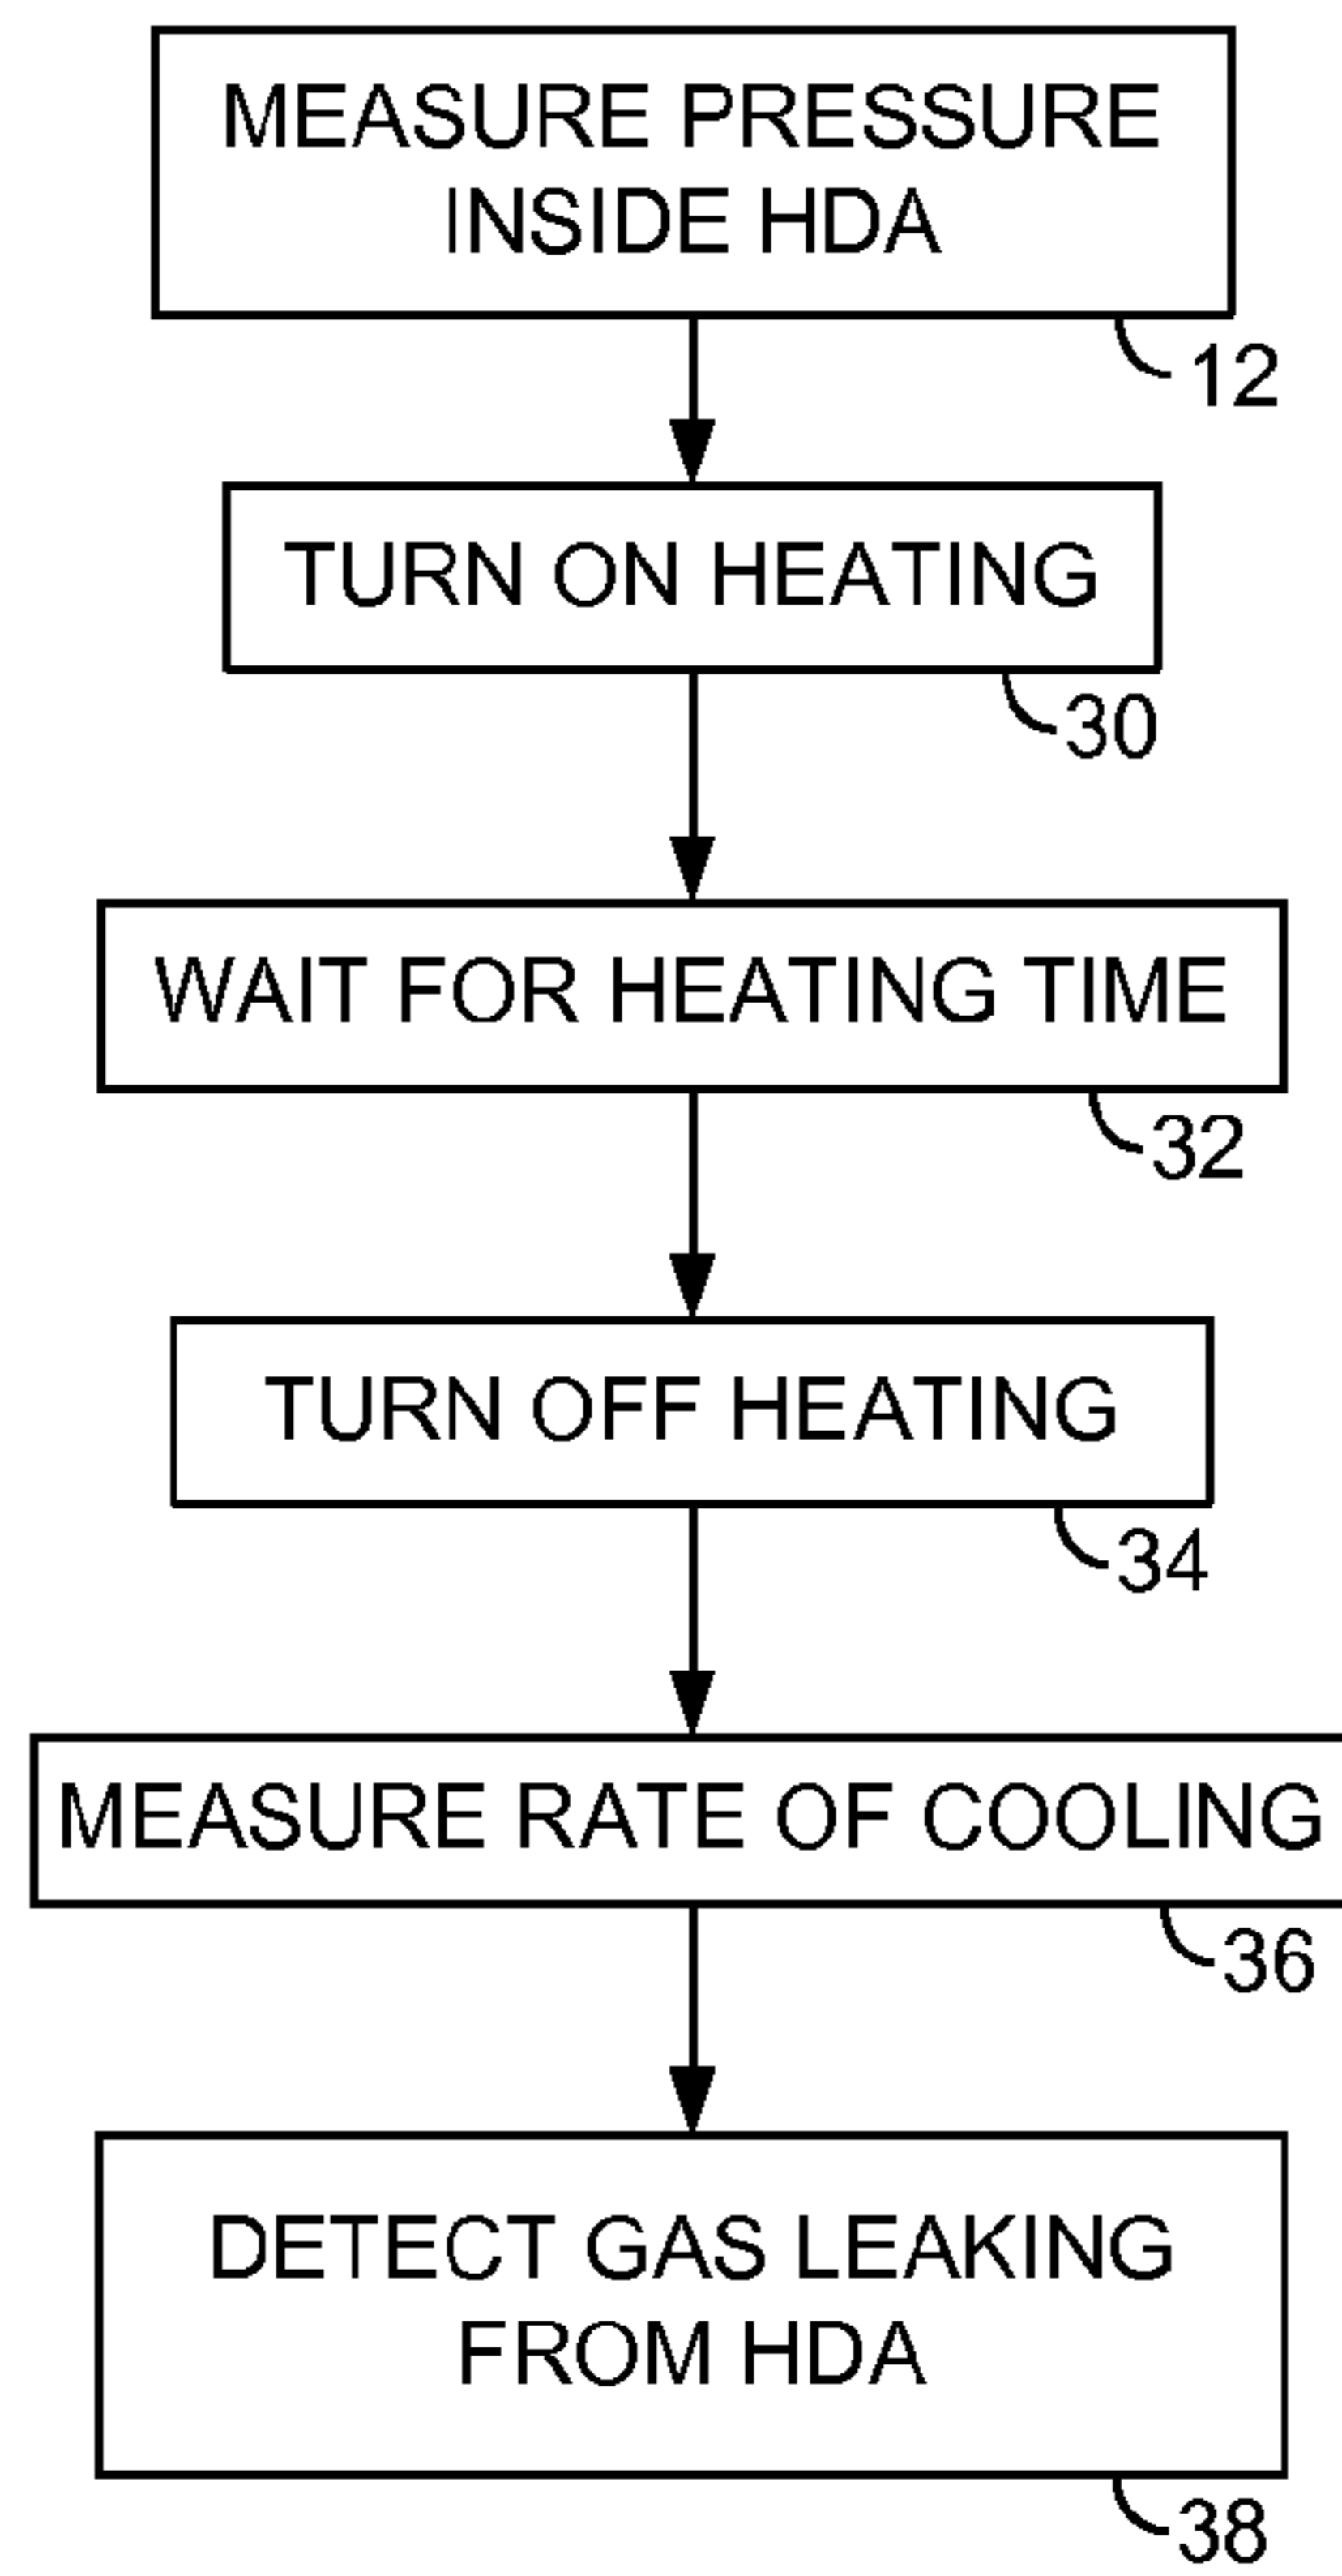 MEASURE PRESSURE
INSIDE HDA
12
TURN ON HEATING
30
WAIT FOR HEATING TIME
32
TURN OFF HEATING
34
MEASURE RATE OF COOLING
36
DETECT GAS LEAKING
FROM HDA
38